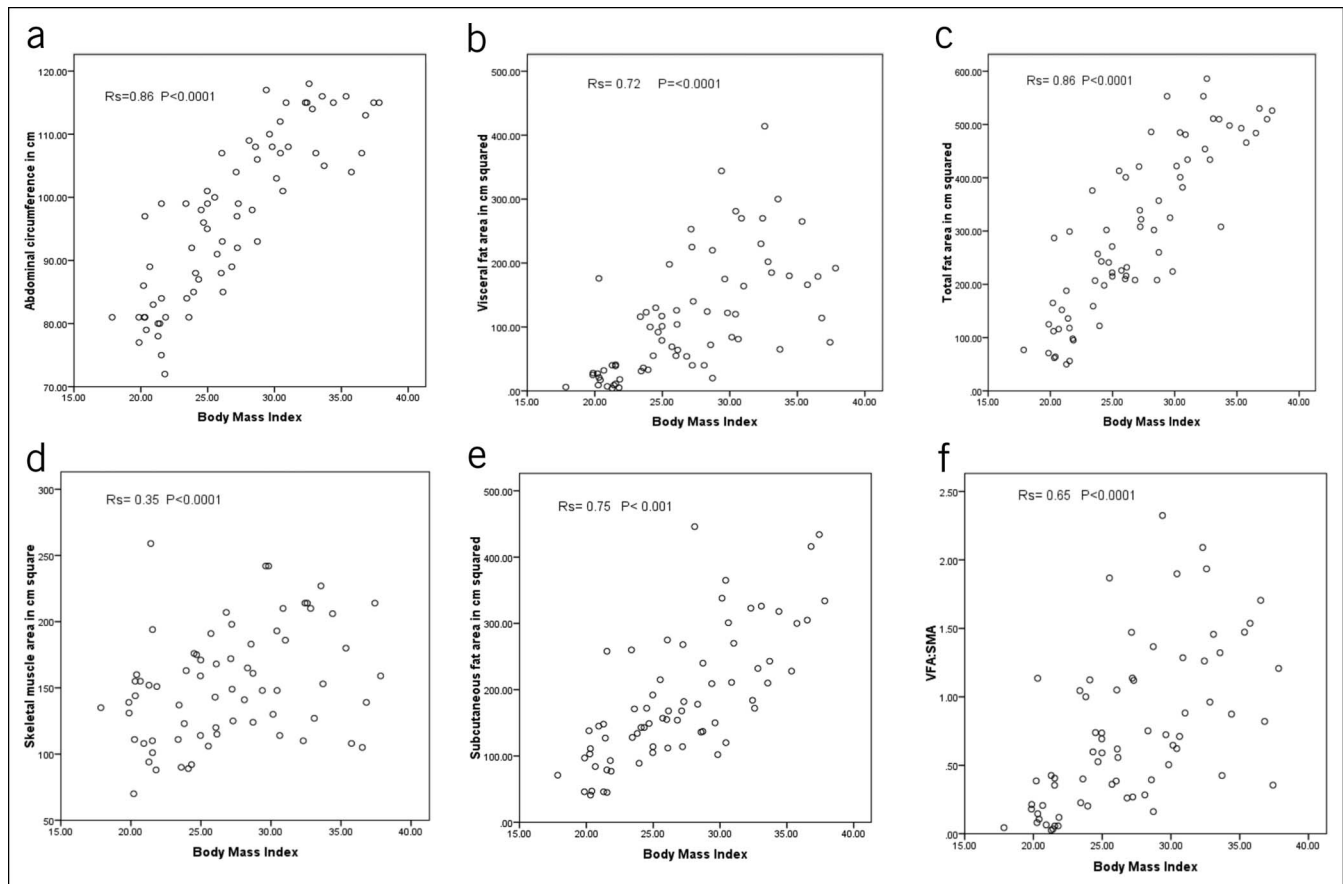 a
Rs=0.86 P<0.0001
Abdominal circumference in cm
120.00
110.00
100.00
90.00
80.00
70.00
15.00 20.00 25.00 30.00 35.00 40.00
Body Mass Index
b
Rs= 0.72 P=<0.0001
Visceral fat area in cm squared
500.00
400.00
300.00
200.00
100.00
.00
15.00 20.00 25.00 30.00 35.00 40.00
Body Mass Index
c
Rs= 0.86 P<0.0001
Total fat area in cm squared
600.00
500.00
400.00
300.00
200.00
100.00
.00
15.00 20.00 25.00 30.00 35.00 40.00
Body Mass Index
d
Rs= 0.35 P<0.0001
Skeletal muscle area in cm square
300
250
200
150
100
50
15.00 20.00 25.00 30.00 35.00 40.00
Body Mass Index
e
Rs= 0.75 P< 0.001
Subcutaneous fat area in cm squared
500.00
400.00
300.00
200.00
100.00
.00
15.00 20.00 25.00 30.00 35.00 40.00
Body Mass Index
f
Rs= 0.65 P<0.0001
VFA:SMA
2.50
2.00
1.50
1.00
.50
.00
15.00 20.00 25.00 30.00 35.00 40.00
Body Mass Index